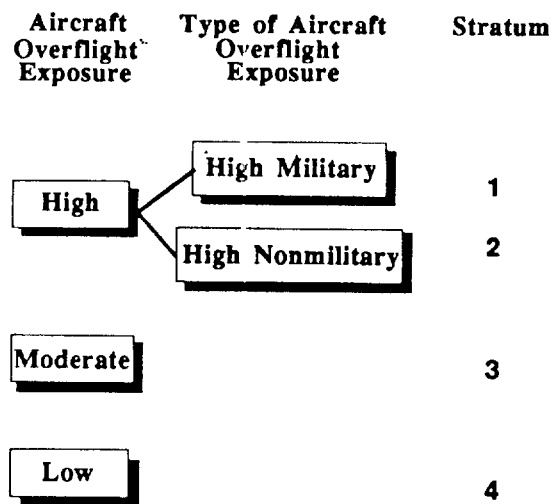 Aircraft Overflight Exposure
Type of Aircraft Overflight Exposure
Stratum
High
High Military
1
High Nonmilitary
2
Moderate
3
Low
4